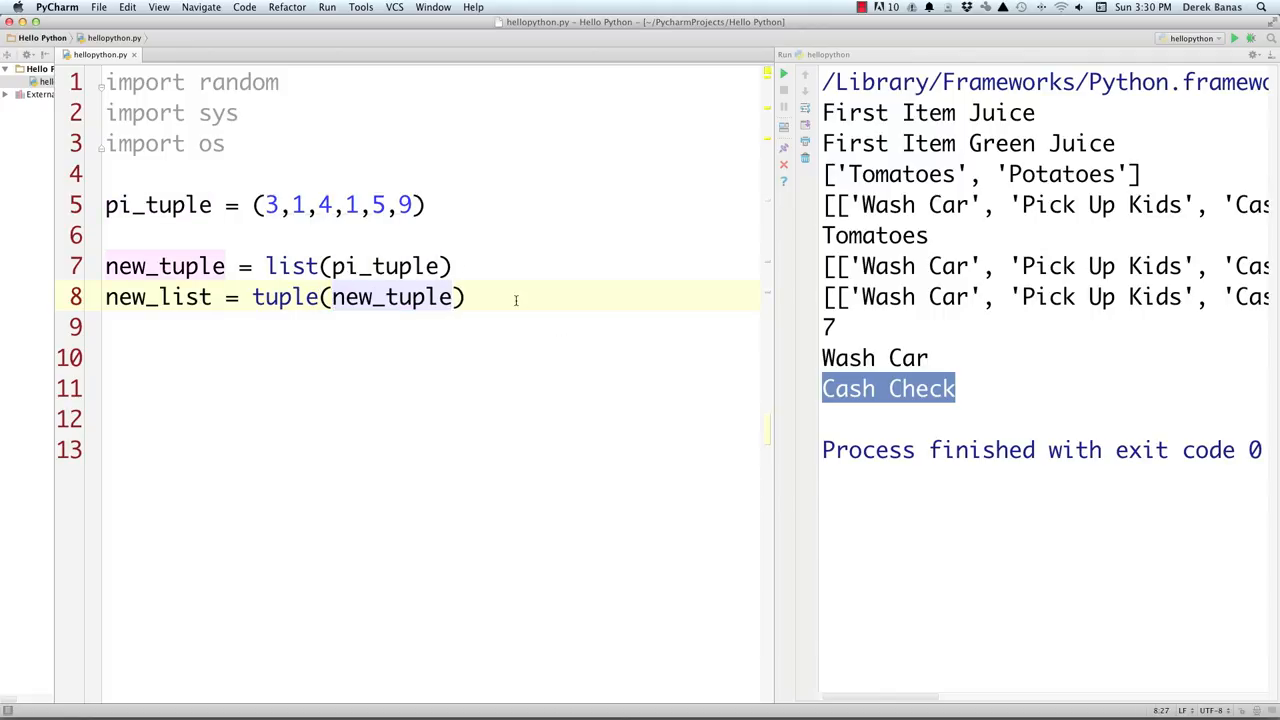 PyCharm File Edit View Navigate Code Refactor Run Tools VCS Window Help 10 Sun 3:30 PM Derek Banas
hellopython.py – Hello Python – [~/PycharmProjects/Hello Python]
Hello Python hellopython.py hellopython
hellopython.py Run hellopython
Hello P
hell
Externa
1 import random
2 import sys
3 import os
4
5 pi_tuple = (3,1,4,1,5,9)
6
7 new_tuple = list(pi_tuple)
8 new_list = tuple(new_tuple)
9
10
11
12
13
/Library/Frameworks/Python.framewo
First Item Juice
First Item Green Juice
['Tomatoes', 'Potatoes']
[['Wash Car', 'Pick Up Kids', 'Cas
Tomatoes
[['Wash Car', 'Pick Up Kids', 'Cas
[['Wash Car', 'Pick Up Kids', 'Cas
7
Wash Car
Cash Check
Process finished with exit code 0
8:27 LF UTF-8